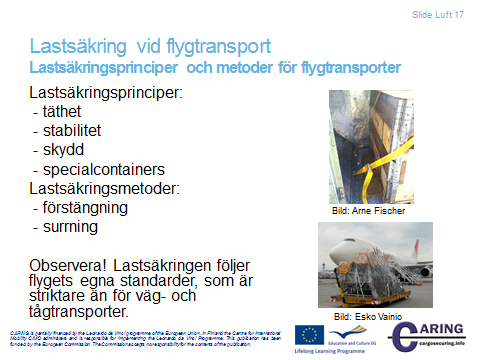 Slide Luft 17
Lastsäkring vid flygtransport
Lastsäkringsprinciper och metoder för flygtransporter
Lastsäkringsprinciper:
- täthet
- stabilitet
- skydd
- specialcontainers
Lastsäkringsmetoder:
- förstängning
- surrning
Observera! Lastsäkringen följer
flygets egna standarder, som är
striktare än för väg- och
tågtransporter.
Bild: Arne Fischer
Bild: Esko Vainio
CARING is partially financed by the Leonardo da Vinci programme of the European Union. In Finland the Centre for International
Mobility CIMO administers and is responsible for implementing the Leonardo da Vinci Programme. This publication has been
funded by the European Commission. The Commission accepts no responsibility for the contents of the publication.
Education and Culture DG
Lifelong Learning Programme
CARING
cargosecuring.info